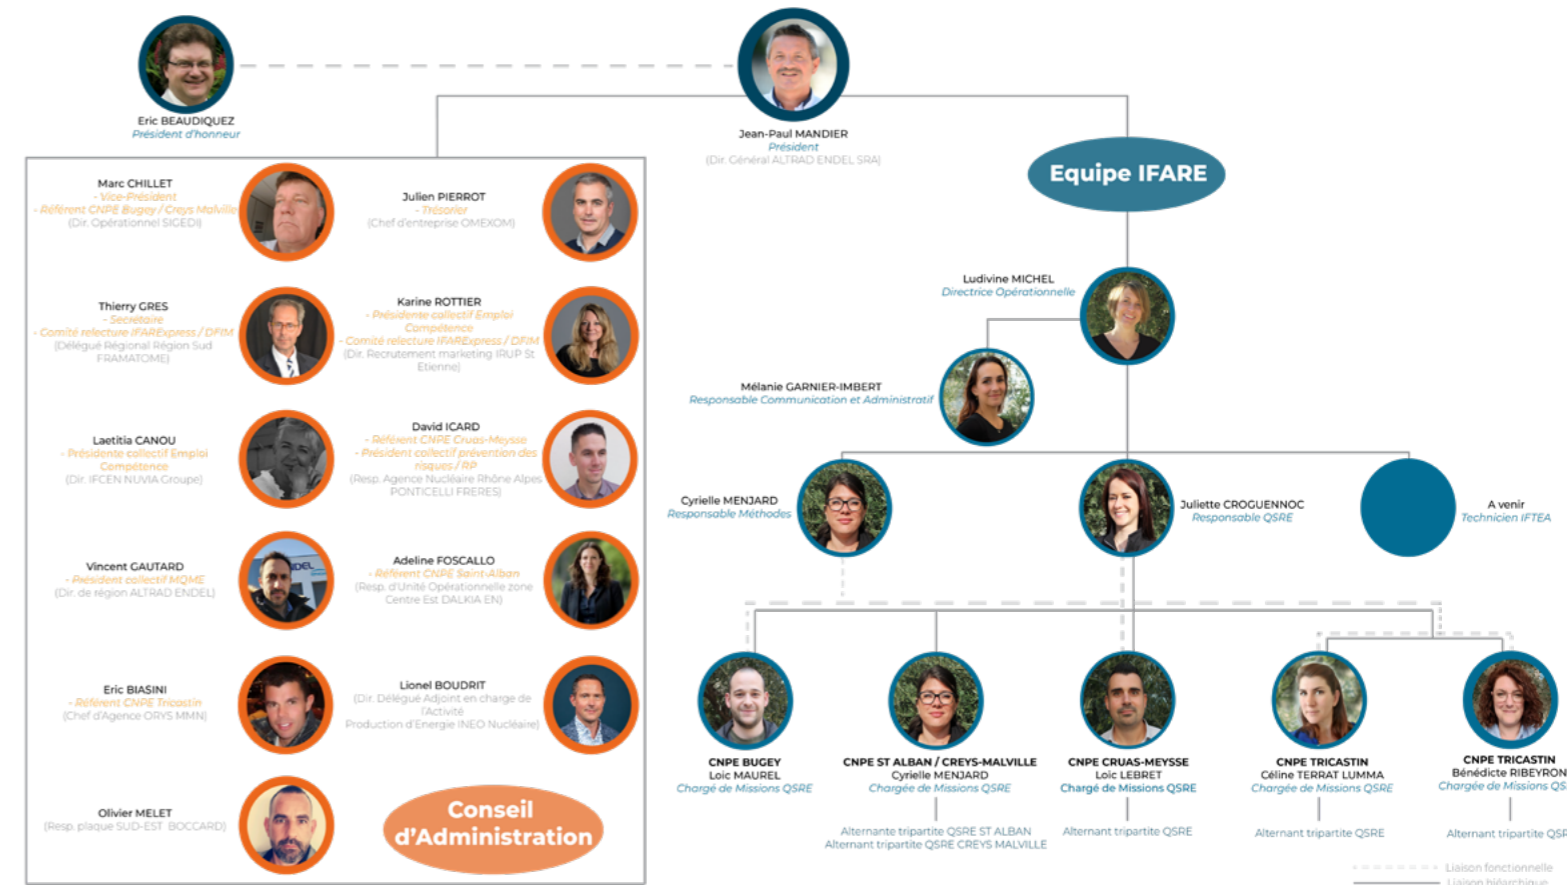 Eric BEAUDIQUEZ
Président d'honneur
Jean-Paul MANDIER
Président
(Dir. Général ALTRAD ENDEL SRA)
Marc CHILLET
- Vice-Président
- Référent CNPE Bugey / Creys Malville
(Dir. Opérationnel SIGEDI)
Julien PIERROT
- Trésorier
(Chef d'entreprise OMEXOM)
Thierry GRES
- Secrétaire
- Comité relecture IFARExpress / DFIM
(Délégué Régional Région Sud
FRAMATOME)
Karine ROTTIER
- Présidente collectif Emploi
Compétence
- Comité relecture IFARExpress / DFIM
(Dir. Recrutement marketing IRUP St
Etienne)
Laetitia CANOU
- Présidente collectif Emploi
Compétence
(Dir. IFCEN NUVIA Groupe)
David ICARD
- Référent CNPE Cruas-Meysse
- Président collectif prévention des
risques / RP
(Resp. Agence Nucléaire Rhône Alpes
PONTICELLI FRERES)
Vincent GAUTARD
- Président collectif MQME
(Dir. de région ALTRAD ENDEL)
Adeline FOSCALLO
- Référent CNPE Saint-Alban
(Resp. d'Unité Opérationnelle zone
Centre Est DALKIA EN)
Eric BIASINI
- Référent CNPE Tricastin
(Chef d'Agence ORYS MMN)
Lionel BOUDRIT
(Dir. Délégué Adjoint en charge de
l'Activité
Production d'Energie INEO Nucléaire)
Olivier MELET
(Resp. plaque SUD-EST BOCCARD)
Conseil
d'Administration
Equipe IFARE
Ludivine MICHEL
Directrice Opérationnelle
Mélanie GARNIER-IMBERT
Responsable Communication et Administratif
Cyrielle MENJARD
Responsable Méthodes
Juliette CROGUENNOC
Responsable QSRE
A venir
Technicien IFTEA
CNPE BUGEY
Loic MAUREL
Chargé de Missions QSRE
CNPE ST ALBAN / CREYS-MALVILLE
Cyrielle MENJARD
Chargée de Missions QSRE
Alternante tripartite QSRE ST ALBAN
Alternant tripartite QSRE CREYS MALVILLE
CNPE CRUAS-MEYSSE
Loïc LEBRET
Chargé de Missions QSRE
Alternant tripartite QSRE
CNPE TRICASTIN
Céline TERRAT LUMMA
Chargée de Missions QSRE
Alternant tripartite QSRE
CNPE TRICASTIN
Bénédicte RIBEYRON
Chargée de Missions QS
Alternant tripartite QSR
Liaison fonctionnelle
Liaison hiérarchique